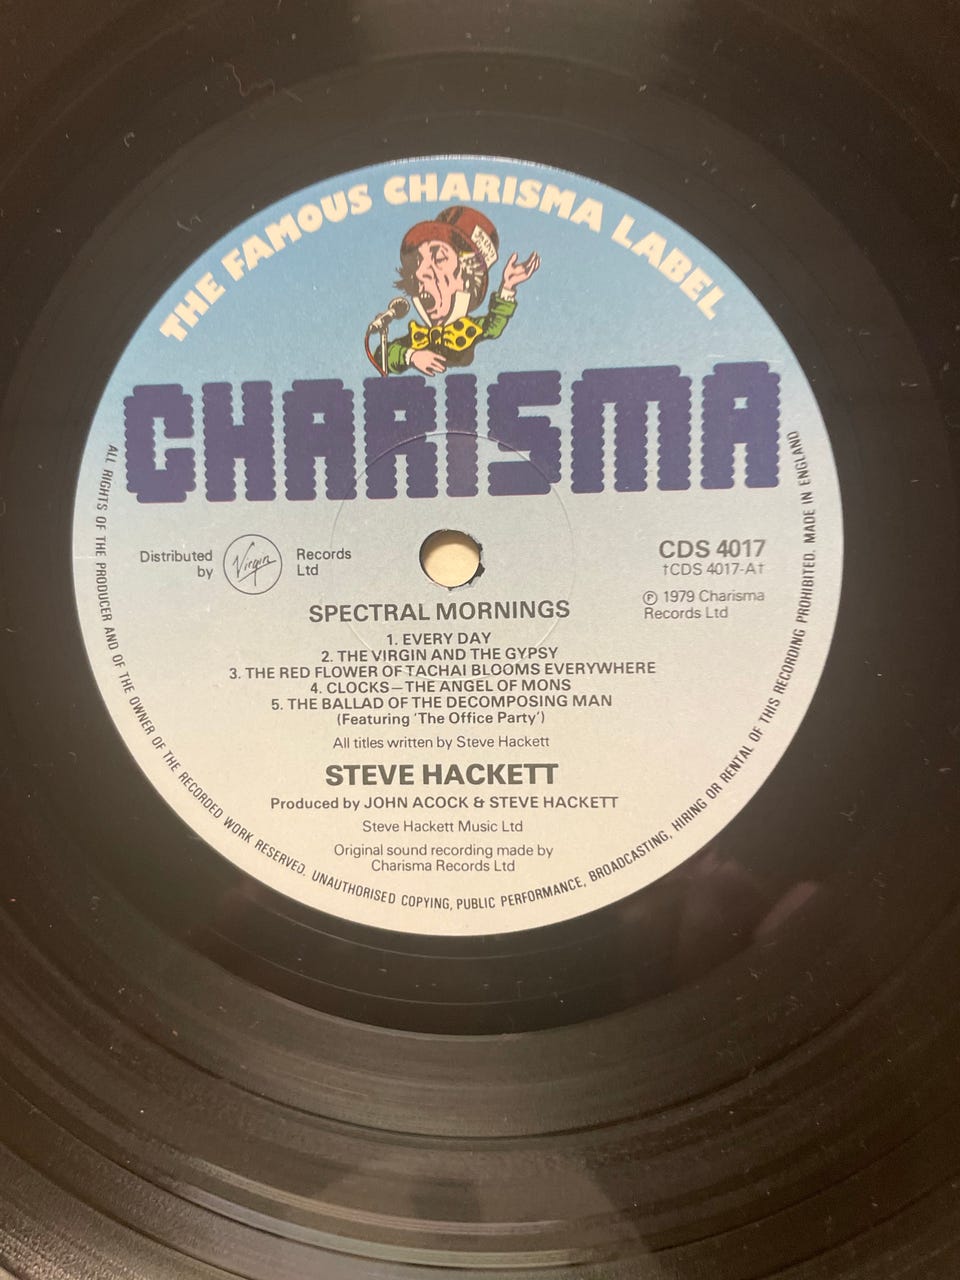 THE FAMOUS CHARISMA LABEL
CHARISMA
Distributed by
Virgin
Records Ltd
CDS 4017
†CDS 4017-A†
℗ 1979 Charisma
Records Ltd
SPECTRAL MORNINGS
1. EVERY DAY
2. THE VIRGIN AND THE GYPSY
3. THE RED FLOWER OF TACHAI BLOOMS EVERYWHERE
4. CLOCKS—THE ANGEL OF MONS
5. THE BALLAD OF THE DECOMPOSING MAN
(Featuring 'The Office Party')
All titles written by Steve Hackett
STEVE HACKETT
Produced by JOHN ACOCK & STEVE HACKETT
Steve Hackett Music Ltd
Original sound recording made by
Charisma Records Ltd
ALL RIGHTS OF THE PRODUCER AND OF THE OWNER OF THE RECORDED WORK RESERVED. UNAUTHORISED COPYING, PUBLIC PERFORMANCE, BROADCASTING, HIRING OR RENTAL OF THIS RECORDING PROHIBITED. MADE IN ENGLAND